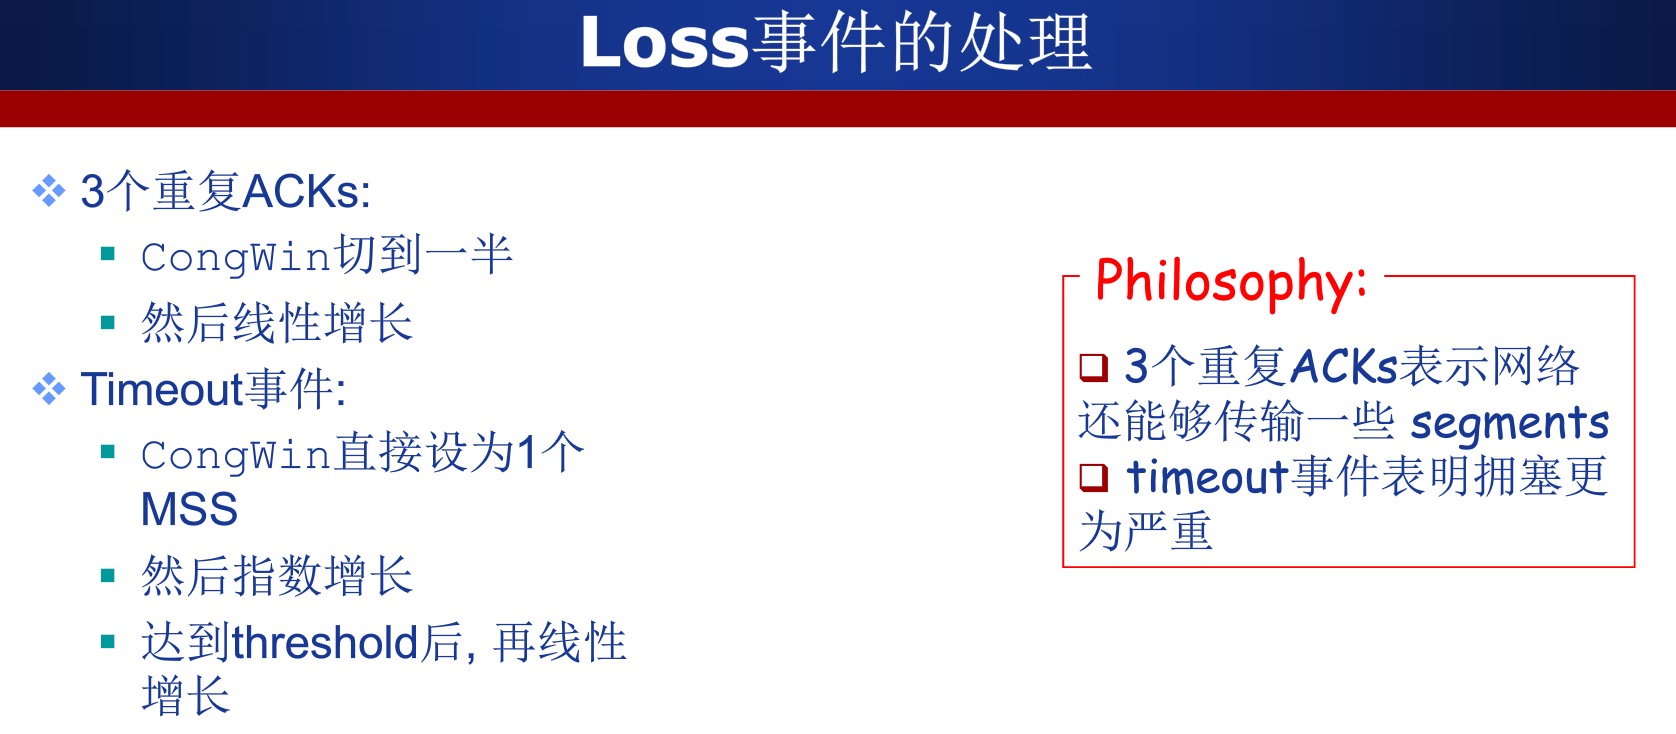 Loss事件的处理
3个重复ACKs:
CongWin切到一半
然后线性增长
Timeout事件:
CongWin直接设为1个
MSS
然后指数增长
达到threshold后, 再线性
增长
Philosophy:
3个重复ACKs表示网络
还能够传输一些 segments
timeout事件表明拥塞更
为严重